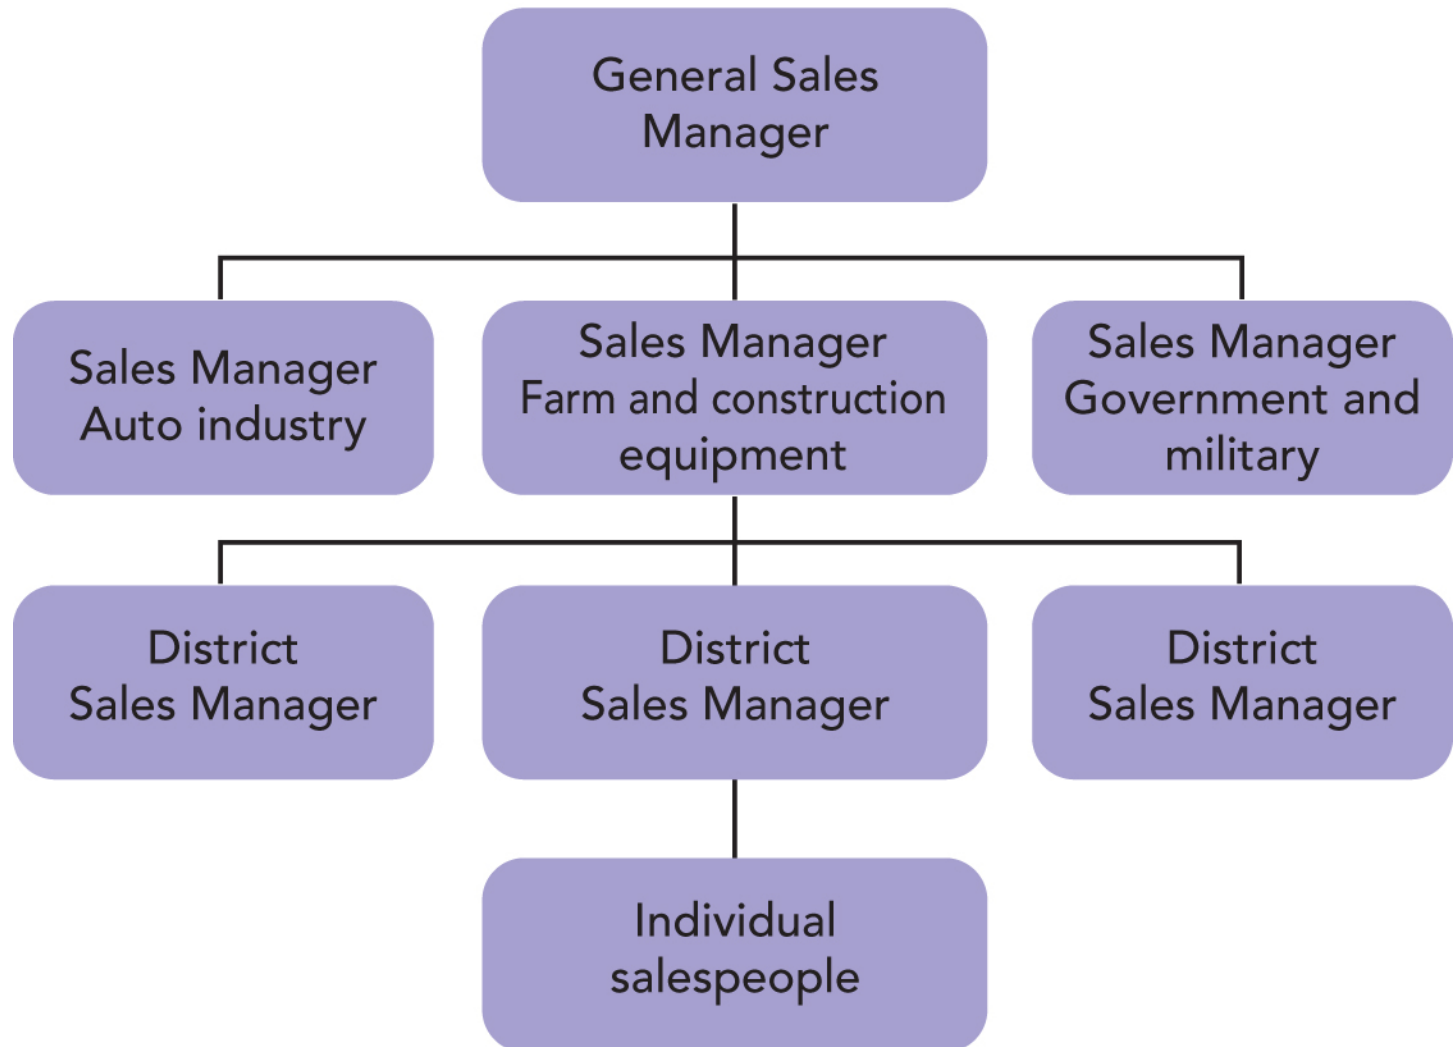 General Sales
Manager
Sales Manager
Auto industry
Sales Manager
Farm and construction
equipment
Sales Manager
Government and
military
District
Sales Manager
District
Sales Manager
District
Sales Manager
Individual
salespeople